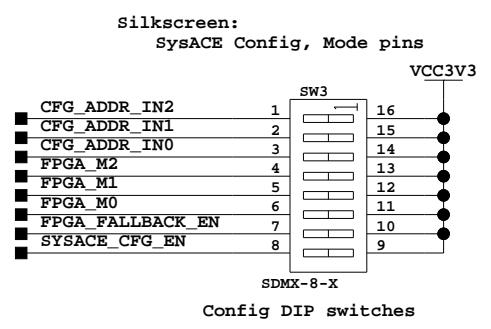 Silkscreen:
SysACE Config, Mode pins
VCC3V3
SW3
CFG_ADDR_IN2 1 16
CFG_ADDR_IN1 2 15
CFG_ADDR_IN0 3 14
FPGA_M2 4 13
FPGA_M1 5 12
FPGA_M0 6 11
FPGA_FALLBACK_EN 7 10
SYSACE_CFG_EN 8 9
SDMX-8-X
Config DIP switches